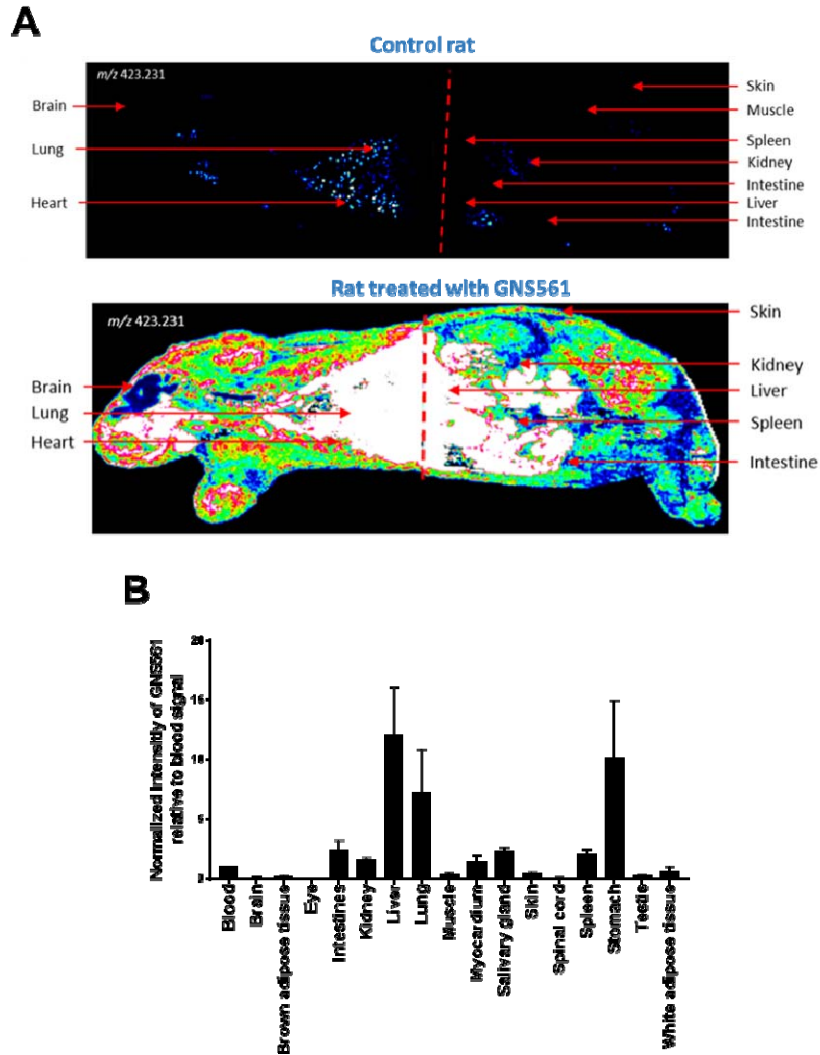 A
Control rat
m/z 423.231
Brain
Lung
Heart
Skin
Muscle
Spleen
Kidney
Intestine
Liver
Intestine
Rat treated with GNS561
m/z 423.231
Brain
Lung
Heart
Skin
Kidney
Liver
Spleen
Intestine
B
Normalized intensitiy of GNS561
relative to blood signal
20
15
10
5
Blood
Brain
Brown adipose tissue
Eye
Intestines
Kidney
Liver
Lung
Muscle
Myocardium
Salivary gland
Skin
Spinal cord
Spleen
Stomach
Testis
White adipose tissue